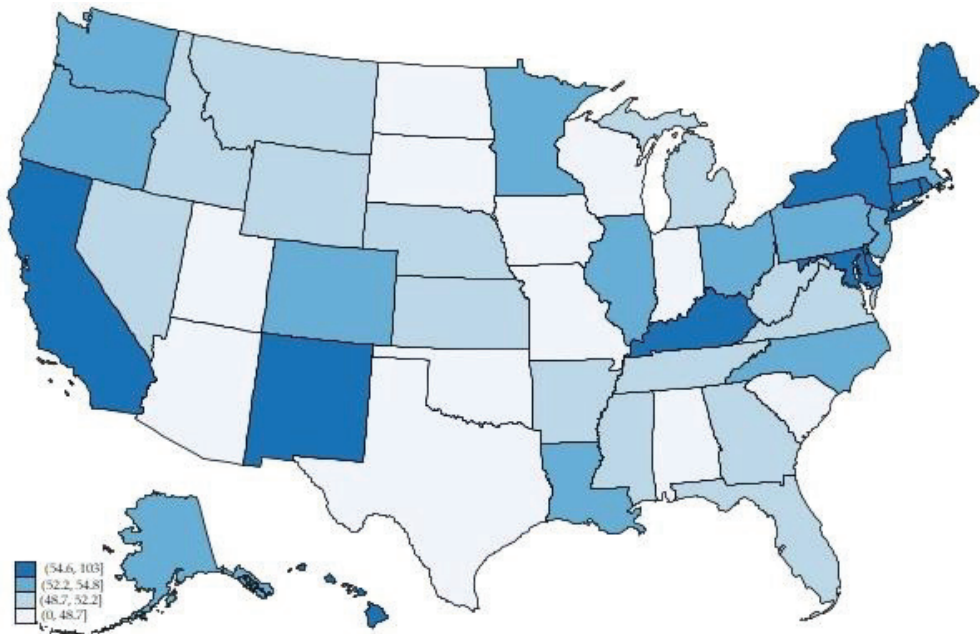 (54.6, 103]
(52.2, 54.8]
(48.7, 52.2]
(0, 48.7]